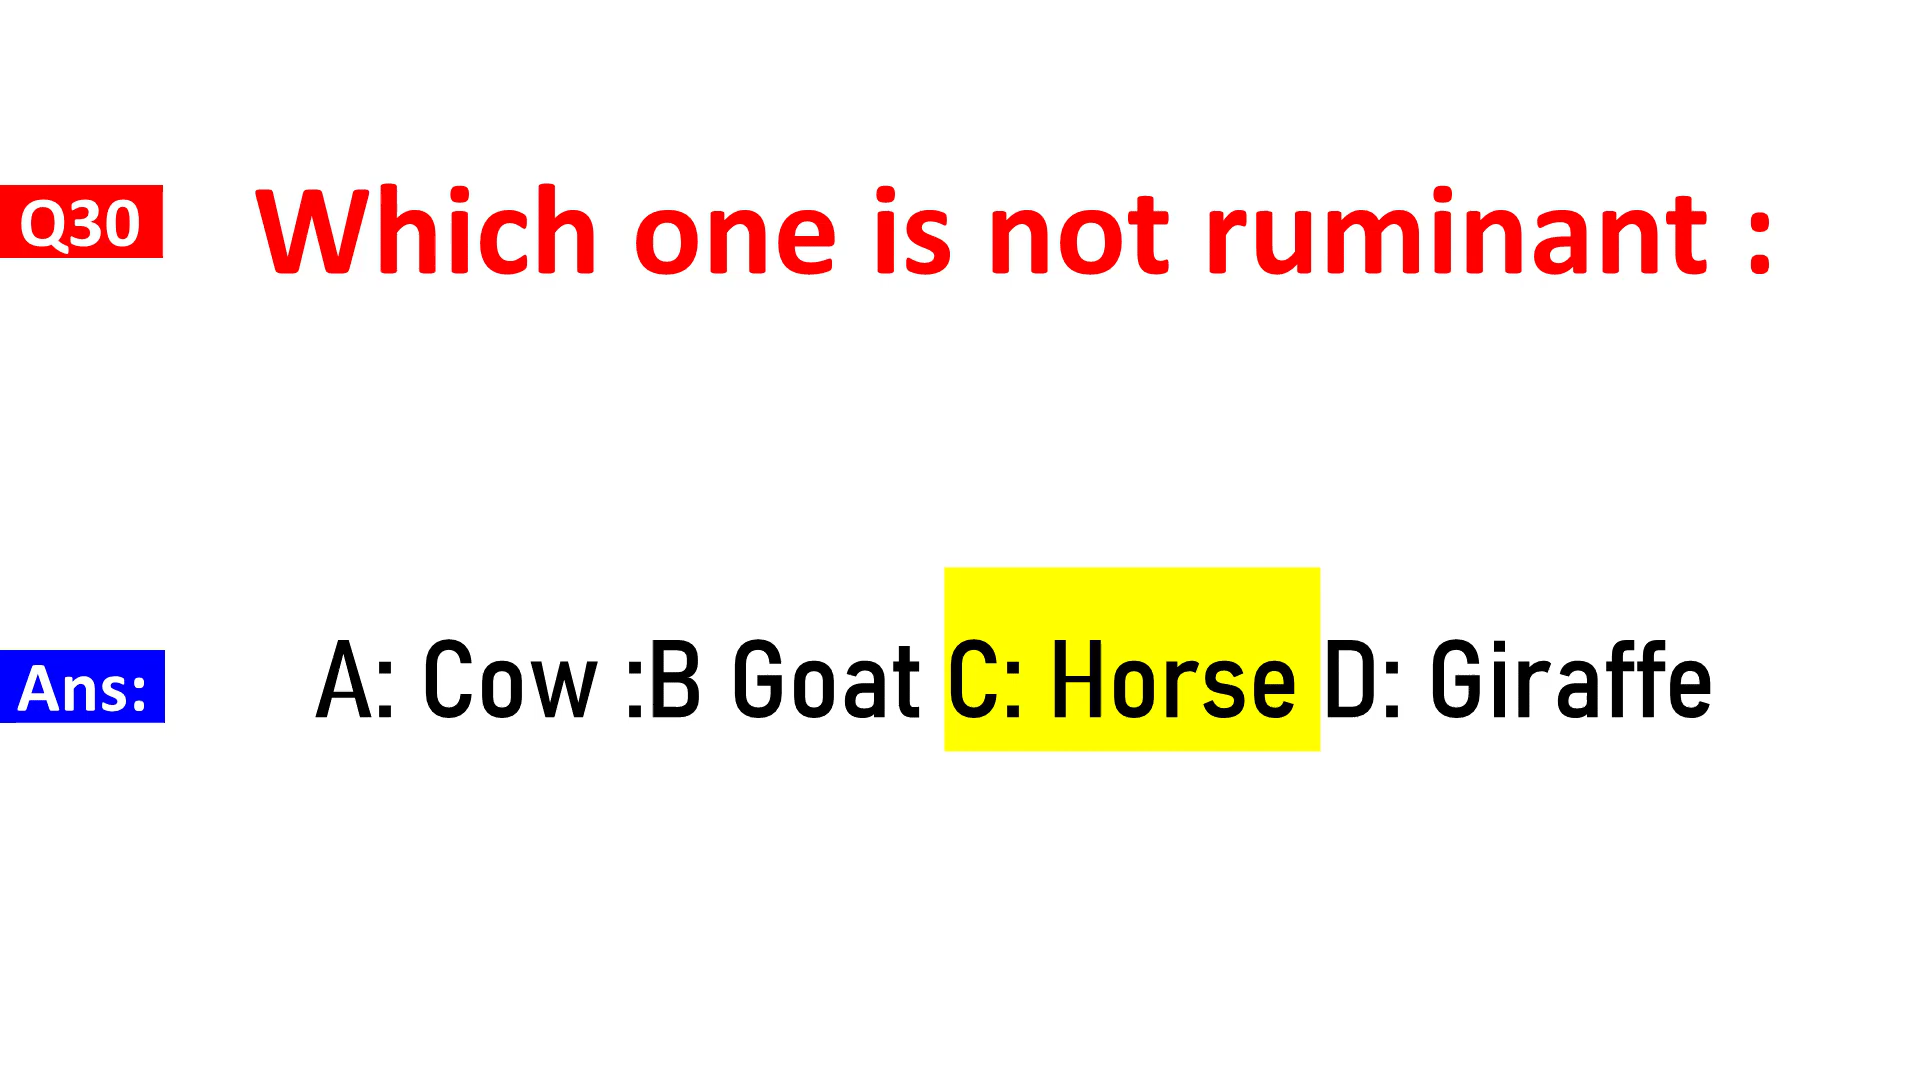 Q30 Which one is not ruminant :
Ans: A: Cow :B Goat C: Horse D: Giraffe